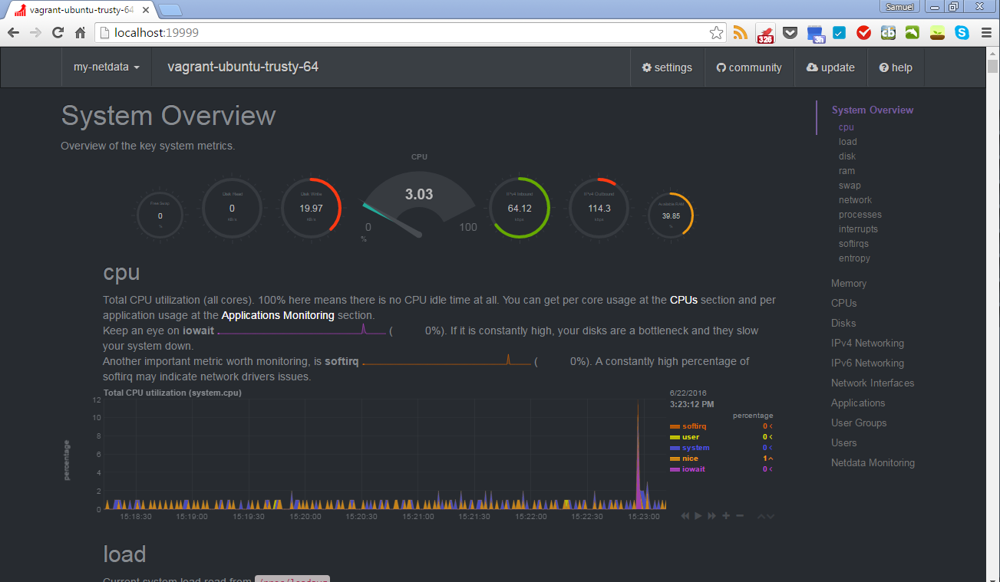 vagrant-ubuntu-trusty-64
Samuel
localhost:19999
326
3h
cb
my-netdata
vagrant-ubuntu-trusty-64
settings
community
update
help
System Overview
Overview of the key system metrics.
Free Swap
0
%
Disk Read
0
KB/s
Disk Write
19.97
KB/s
CPU
3.03
0
100
%
IPv4 Inbound
64.12
kbps
IPv4 Outbound
114.3
kbps
Available RAM
39.85
%
cpu
Total CPU utilization (all cores). 100% here means there is no CPU idle time at all. You can get per core usage at the CPUs section and per
application usage at the Applications Monitoring section.
Keep an eye on iowait ( 0%). If it is constantly high, your disks are a bottleneck and they slow
your system down.
Another important metric worth monitoring, is softirq ( 0%). A constantly high percentage of
softirq may indicate network drivers issues.
Total CPU utilization (system.cpu)
percentage
12
10
8
6
4
2
0
15:18:30
15:19:00
15:19:30
15:20:00
15:20:30
15:21:00
15:21:30
15:22:00
15:22:30
15:23:00
6/22/2016
3:23:12 PM
percentage
softirq 0
user 0
system 0
nice 1
iowait 0
load
Current system load read from /proc/loadavg
System Overview
cpu
load
disk
ram
swap
network
processes
interrupts
softirqs
entropy
Memory
CPUs
Disks
IPv4 Networking
IPv6 Networking
Network Interfaces
Applications
User Groups
Users
Netdata Monitoring